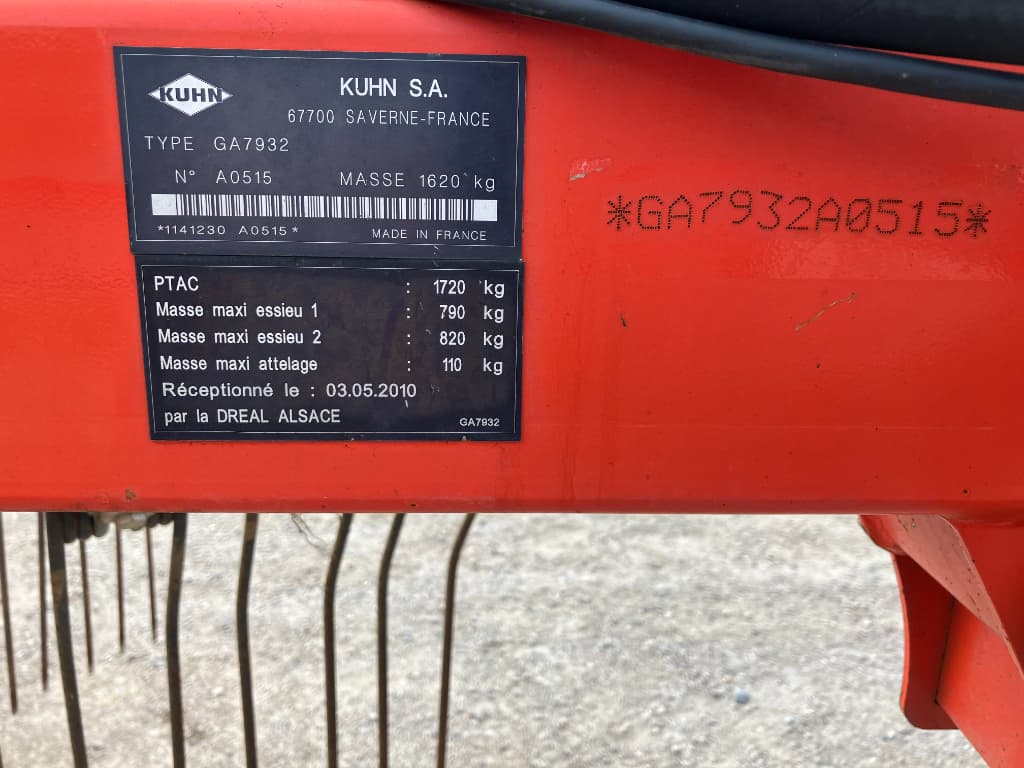 KUHN
KUHN S.A.
67700 SAVERNE-FRANCE
TYPE GA7932
N° A0515 MASSE 1620 kg
*1141230 A0515* MADE IN FRANCE
PTAC : 1720 kg
Masse maxi essieu 1 : 790 kg
Masse maxi essieu 2 : 820 kg
Masse maxi attelage : 110 kg
Réceptionné le : 03.05.2010
par la DREAL ALSACE
GA7932
*GA7932A0515*